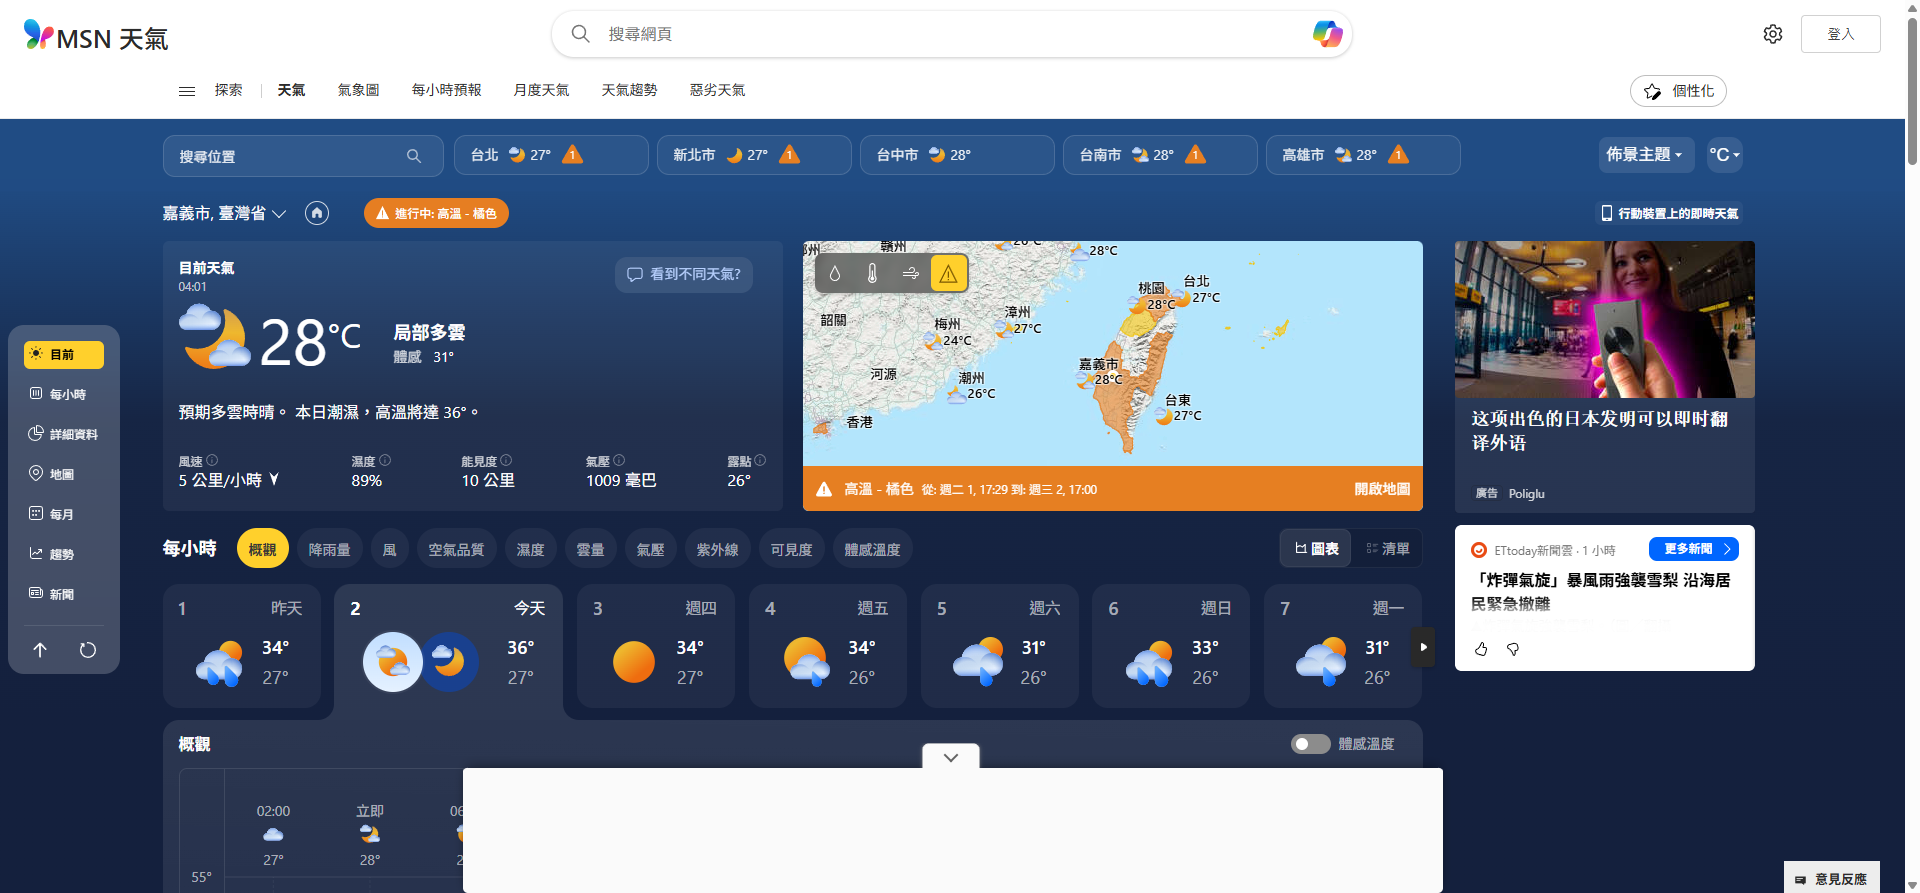 MSN 天氣
搜尋網頁
登入
探索
天氣
氣象圖
每小時預報
月度天氣
天氣趨勢
惡劣天氣
個性化
搜尋位置
台北 27° 1
新北市 27° 1
台中市 28°
台南市 28° 1
高雄市 28° 1
佈景主題
°C
嘉義市, 臺灣省
進行中: 高溫 - 橘色
行動裝置上的即時天氣
目前天氣
04:01
看到不同天氣?
28°C
局部多雲
體感 31°
預期多雲時晴。 本日潮濕，高溫將達 36°。
風速
5 公里/小時
濕度
89%
能見度
10 公里
氣壓
1009 毫巴
露點
26°
贛州
28°C
台北
27°C
桃園
28°C
韶關
漳州
27°C
梅州
24°C
嘉義市
28°C
河源
潮州
26°C
台東
27°C
香港
高溫 - 橘色 從: 週二 1, 17:29 到: 週三 2, 17:00
開啟地圖
这项出色的日本发明可以即时翻
译外语
廣告 Poliglu
ETtoday新聞雲 · 1 小時
更多新聞
「炸彈氣旋」暴風雨強襲雪梨 沿海居
民緊急撤離
目前
每小時
詳細資料
地圖
每月
趨勢
新聞
每小時
概觀
降雨量
風
空氣品質
濕度
雲量
氣壓
紫外線
可見度
體感溫度
圖表
清單
1 昨天
34°
27°
2 今天
36°
27°
3 週四
34°
27°
4 週五
34°
26°
5 週六
31°
26°
6 週日
33°
26°
7 週一
31°
26°
概觀
體感溫度
02:00
27°
立即
28°
55°
意見反應